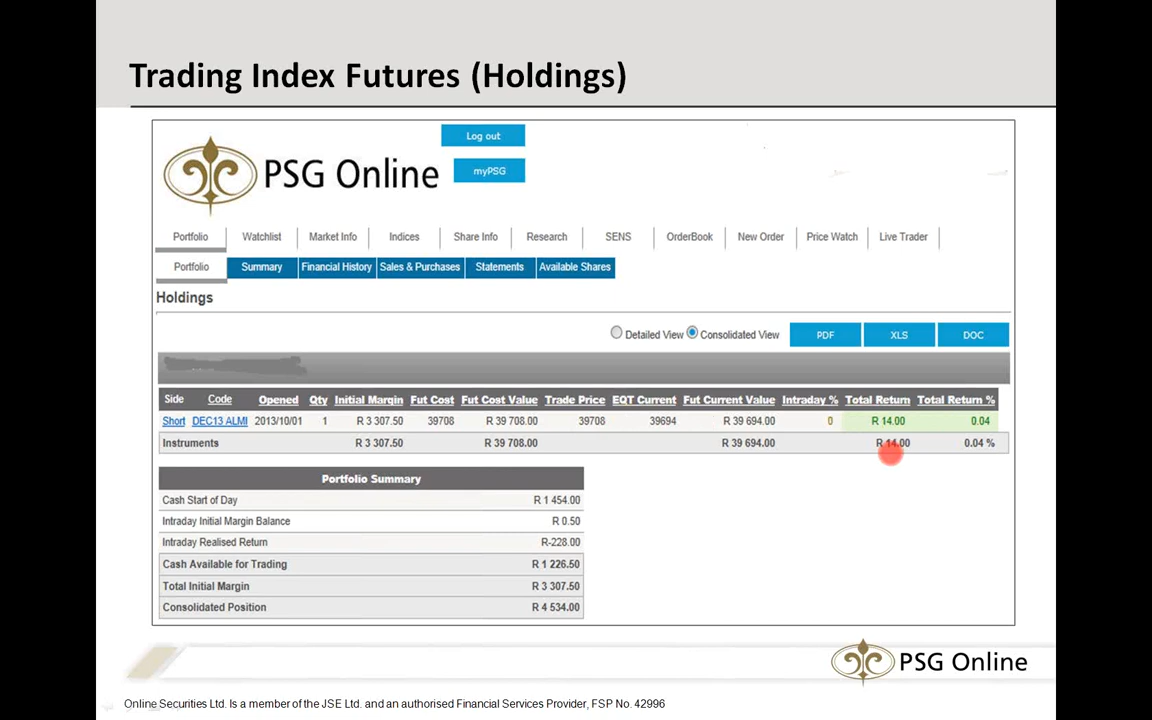 Trading Index Futures (Holdings)
Log out
PSG Online
myPSG
Portfolio Watchlist Market Info Indices Share Info Research SENS OrderBook New Order Price Watch Live Trader
Portfolio Summary Financial History Sales & Purchases Statements Available Shares
Holdings
Detailed View Consolidated View PDF XLS DOC
Side Code Opened Qty Initial Margin Fut Cost Fut Cost Value Trade Price EQT Current Fut Current Value Intraday % Total Return Total Return %
Short DEC13 ALMI 2013/10/01 1 R 3 307.50 39708 R 39 708.00 39708 39694 R 39 694.00 0 R 14.00 0.04
Instruments R 3 307.50 R 39 708.00 R 39 694.00 R 14.00 0.04 %
Portfolio Summary
Cash Start of Day R 1 454.00
Intraday Initial Margin Balance R 0.50
Intraday Realised Return R-228.00
Cash Available for Trading R 1 226.50
Total Initial Margin R 3 307.50
Consolidated Position R 4 534.00
PSG Online
Online Securities Ltd. Is a member of the JSE Ltd. and an authorised Financial Services Provider, FSP No. 42996